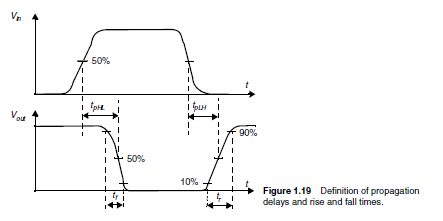 Vin
50%
t
tpHL
tpLH
Vout
90%
50%
10%
t
tf
tr
Figure 1.19 Definition of propagation
delays and rise and fall times.